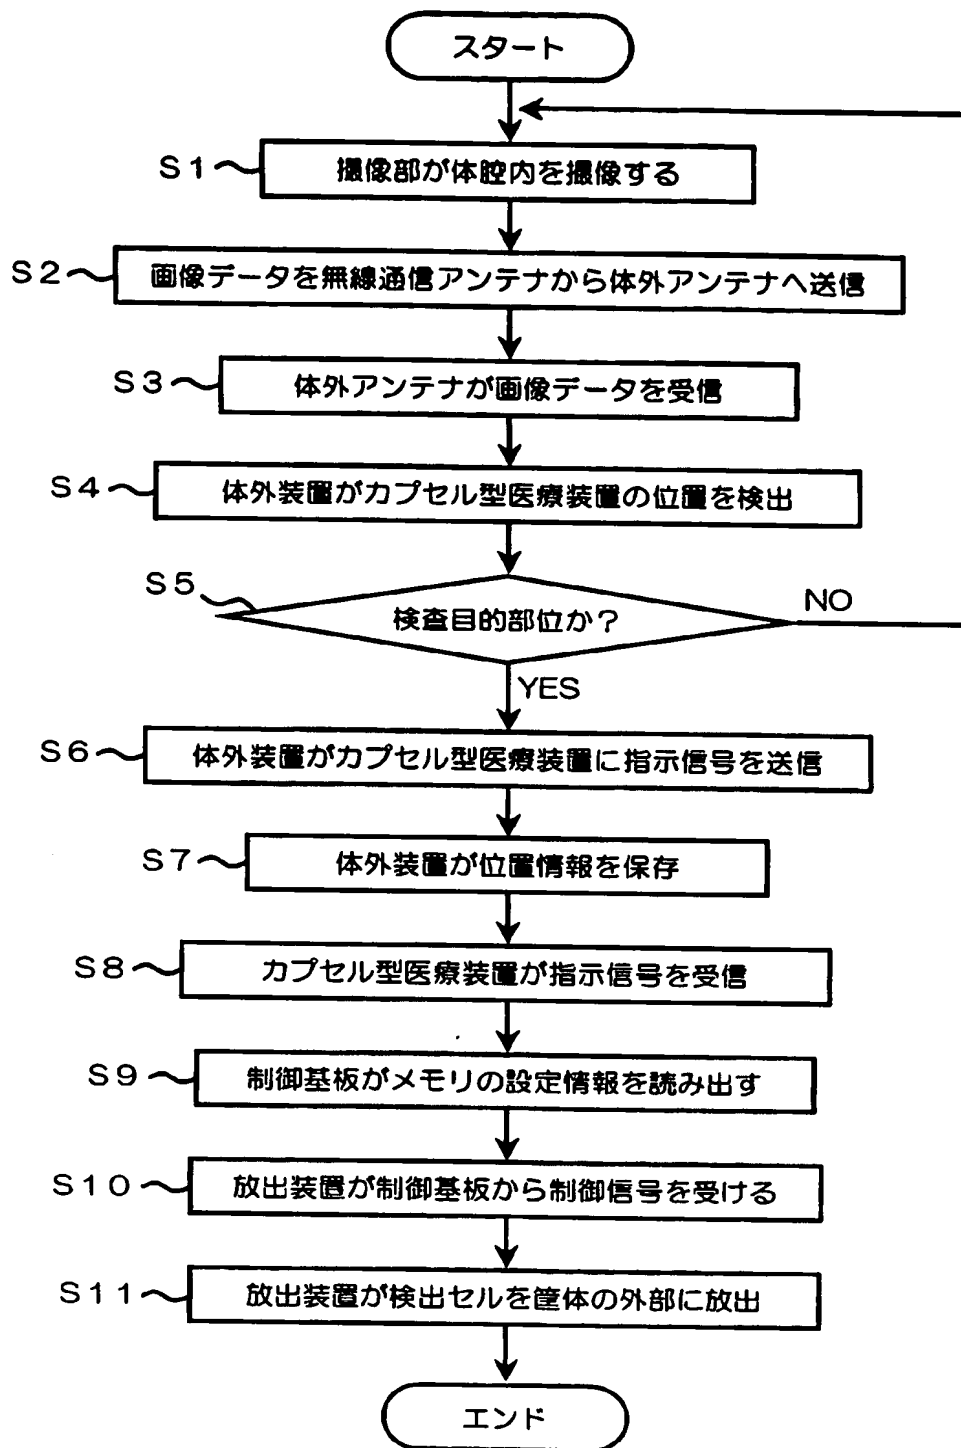 スタート
S1 撮像部が体腔内を撮像する
S2 画像データを無線通信アンテナから体外アンテナへ送信
S3 体外アンテナが画像データを受信
S4 体外装置がカプセル型医療装置の位置を検出
S5 検査目的部位か？
NO
YES
S6 体外装置がカプセル型医療装置に指示信号を送信
S7 体外装置が位置情報を保存
S8 カプセル型医療装置が指示信号を受信
S9 制御基板がメモリの設定情報を読み出す
S10 放出装置が制御基板から制御信号を受ける
S11 放出装置が検出セルを筐体の外部に放出
エンド